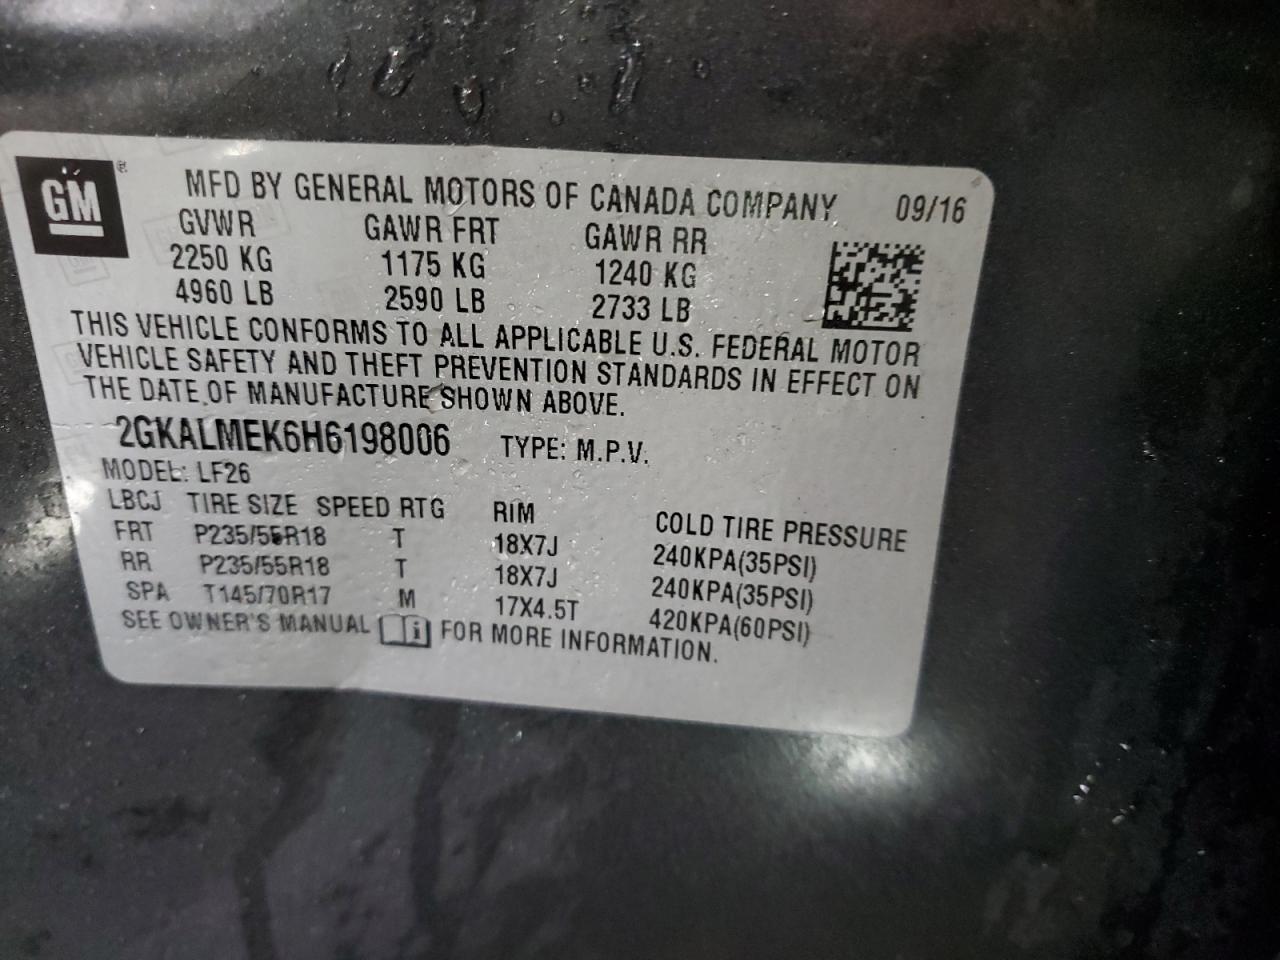 GM ®
MFD BY GENERAL MOTORS OF CANADA COMPANY 09/16
GVWR GAWR FRT GAWR RR
2250 KG 1175 KG 1240 KG
4960 LB 2590 LB 2733 LB
THIS VEHICLE CONFORMS TO ALL APPLICABLE U.S. FEDERAL MOTOR
VEHICLE SAFETY AND THEFT PREVENTION STANDARDS IN EFFECT ON
THE DATE OF MANUFACTURE SHOWN ABOVE.
2GKALMEK6H6198006 TYPE: M.P.V.
MODEL: LF26
LBCJ TIRE SIZE SPEED RTG RIM COLD TIRE PRESSURE
FRT P235/55R18 T 18X7J 240KPA(35PSI)
RR P235/55R18 T 18X7J 240KPA(35PSI)
SPA T145/70R17 M 17X4.5T 420KPA(60PSI)
SEE OWNER'S MANUAL i FOR MORE INFORMATION.